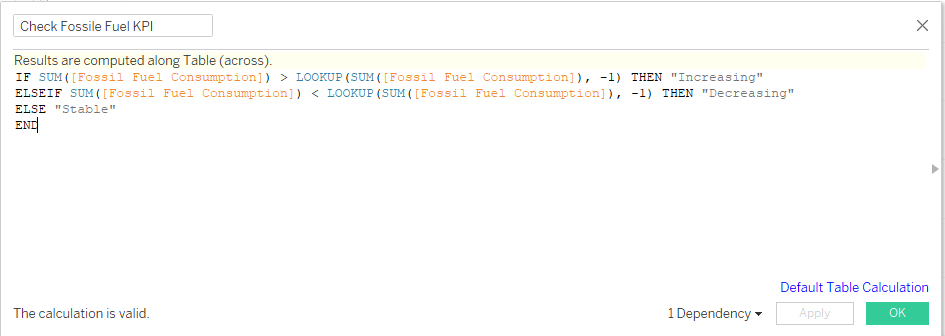 Check Fossile Fuel KPI
Results are computed along Table (across).
IF SUM([Fossil Fuel Consumption]) > LOOKUP(SUM([Fossil Fuel Consumption]), -1) THEN "Increasing"
ELSEIF SUM([Fossil Fuel Consumption]) < LOOKUP(SUM([Fossil Fuel Consumption]), -1) THEN "Decreasing"
ELSE "Stable"
END
Default Table Calculation
The calculation is valid.
1 Dependency
Apply
OK